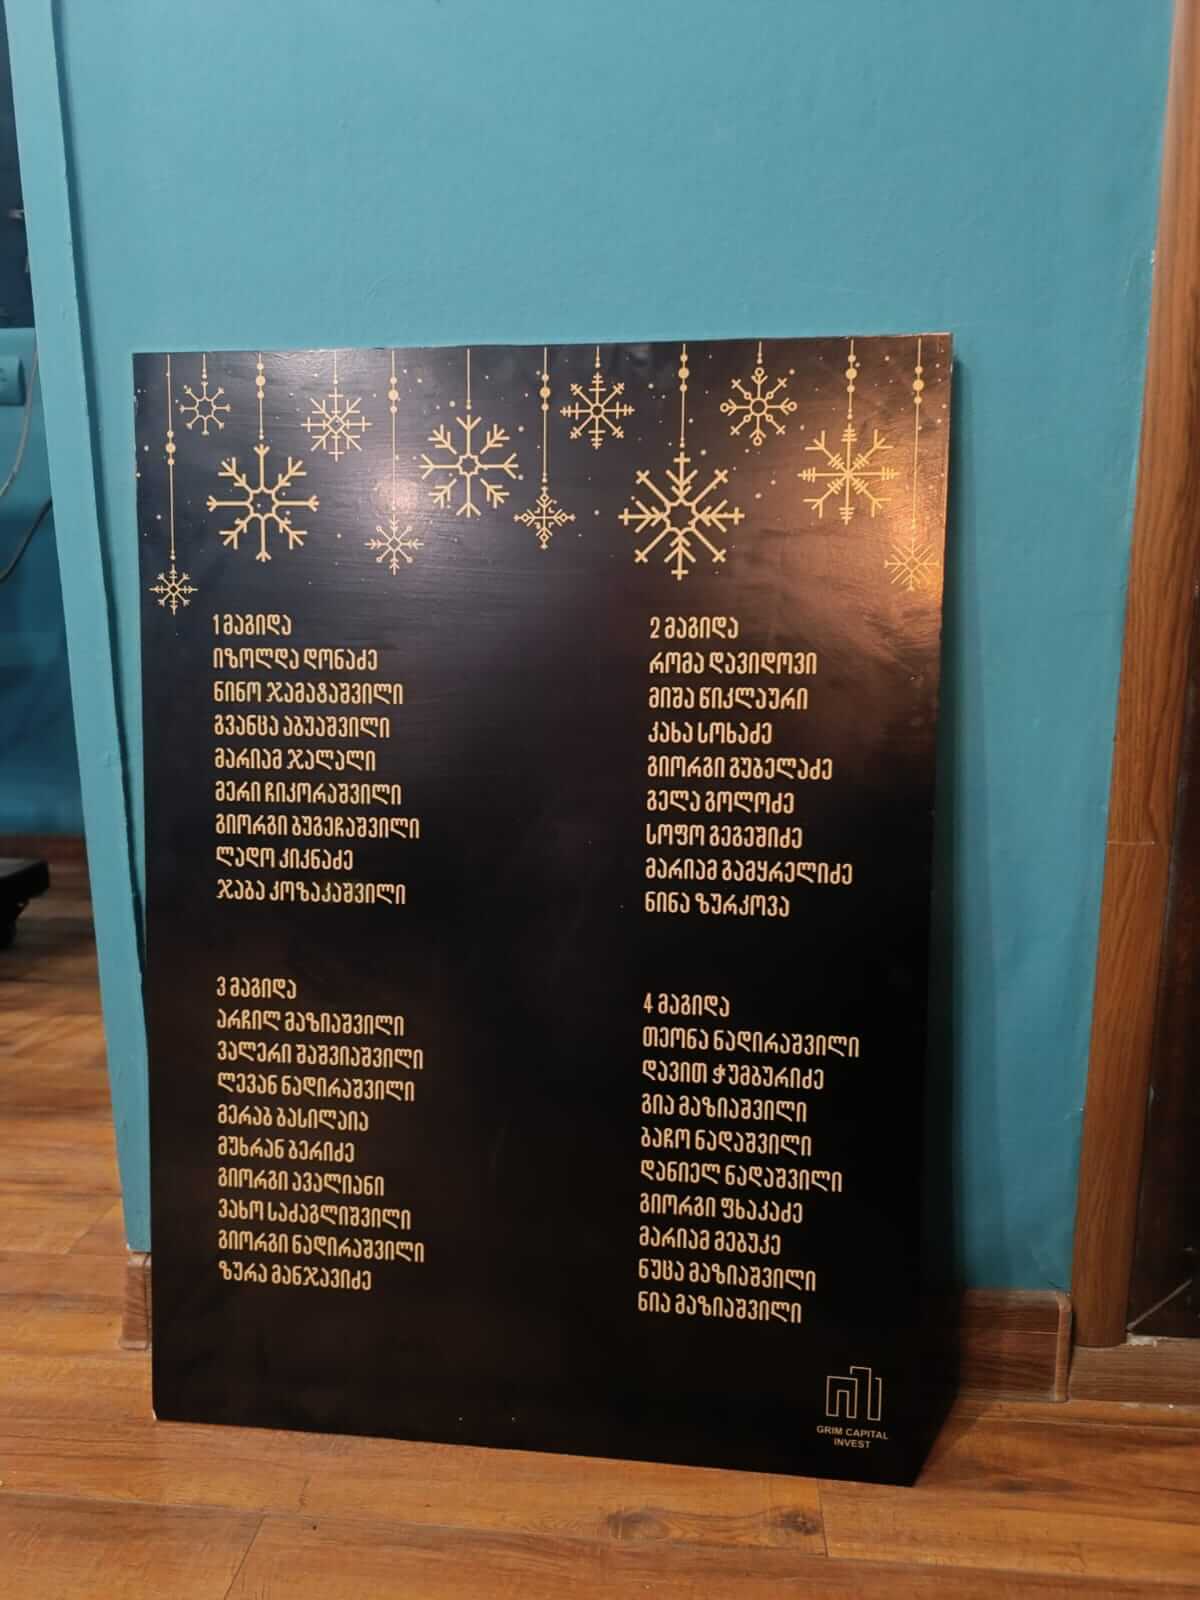 1 მაგიდა
იზოლდა დონაძე
ნინო ჯამატაშვილი
გვანცა აბუაშვილი
მარიამ ჯალალი
მერი ჩიკორაშვილი
გიორგი ბუგეჩაშვილი
ლადო კიკნაძე
ჯაბა კოზაკაშვილი
2 მაგიდა
რომა დავიდოვი
მიშა წიკლაური
კახა სოხაძე
გიორგი გუბელაძე
გელა გოლოძე
სოფო გეგეშიძე
მარიამ გამყრელიძე
ნინა ზურკოვა
3 მაგიდა
არჩილ მაზიაშვილი
ვალერი შაშვიაშვილი
ლევან ნადირაშვილი
მერაბ ბასილაია
მუხრან ბერიძე
გიორგი ავალიანი
ვახო საძაგლიშვილი
გიორგი ნადირაშვილი
ზურა მანჯავიძე
4 მაგიდა
თეონა ნადირაშვილი
დავით ჭუმბურიძე
გია მაზიაშვილი
ბაჩო ნადაშვილი
დანიელ ნადაშვილი
გიორგი ფხაკაძე
მარიამ მებუკე
ნუცა მაზიაშვილი
ნია მაზიაშვილი
GRIM CAPITAL
INVEST